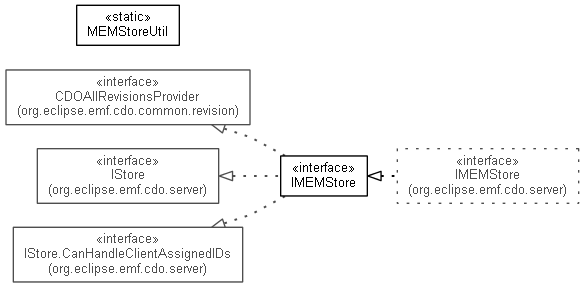 «static»
MEMStoreUtil
«interface»
CDOAllRevisionsProvider
(org.eclipse.emf.cdo.common.revision)
«interface»
IStore
(org.eclipse.emf.cdo.server)
«interface»
IMEMStore
«interface»
IMEMStore
(org.eclipse.emf.cdo.server)
«interface»
IStore.CanHandleClientAssignedIDs
(org.eclipse.emf.cdo.server)